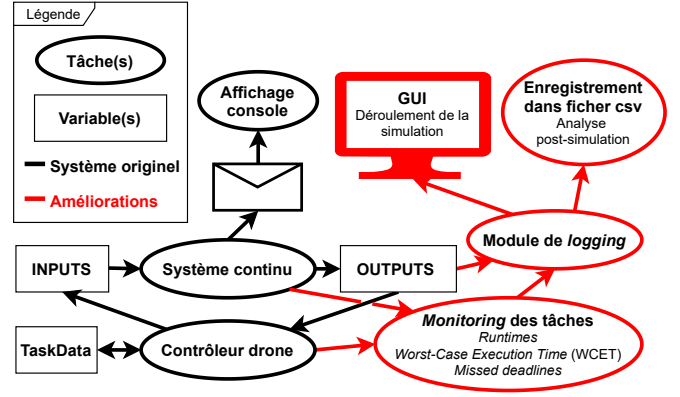 Légende
Tâche(s)
Variable(s)
Système originel
Améliorations
Affichage
console
GUI
Déroulement de la
simulation
Enregistrement
dans ficher csv
Analyse
post-simulation
Module de logging
INPUTS
Système continu
OUTPUTS
TaskData
Contrôleur drone
Monitoring des tâches
Runtimes
Worst-Case Execution Time (WCET)
Missed deadlines